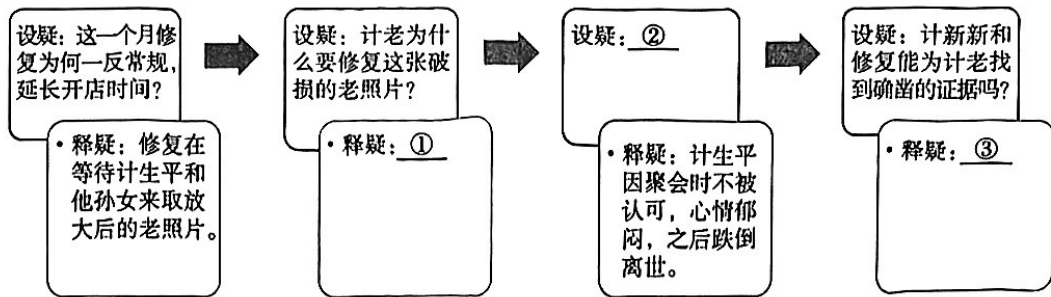 设疑：这一个月修
复为何一反常规，
延长开店时间？
• 释疑：修复在
等待计生平和
他孙女来取放
大后的老照片。
设疑：计老为什
么要修复这张破
损的老照片？
• 释疑：①
设疑：②
• 释疑：计生平
因聚会时不被
认可，心情郁
闷，之后跌倒
离世。
设疑：计新新和
修复能为计老找
到确凿的证据吗？
• 释疑：③